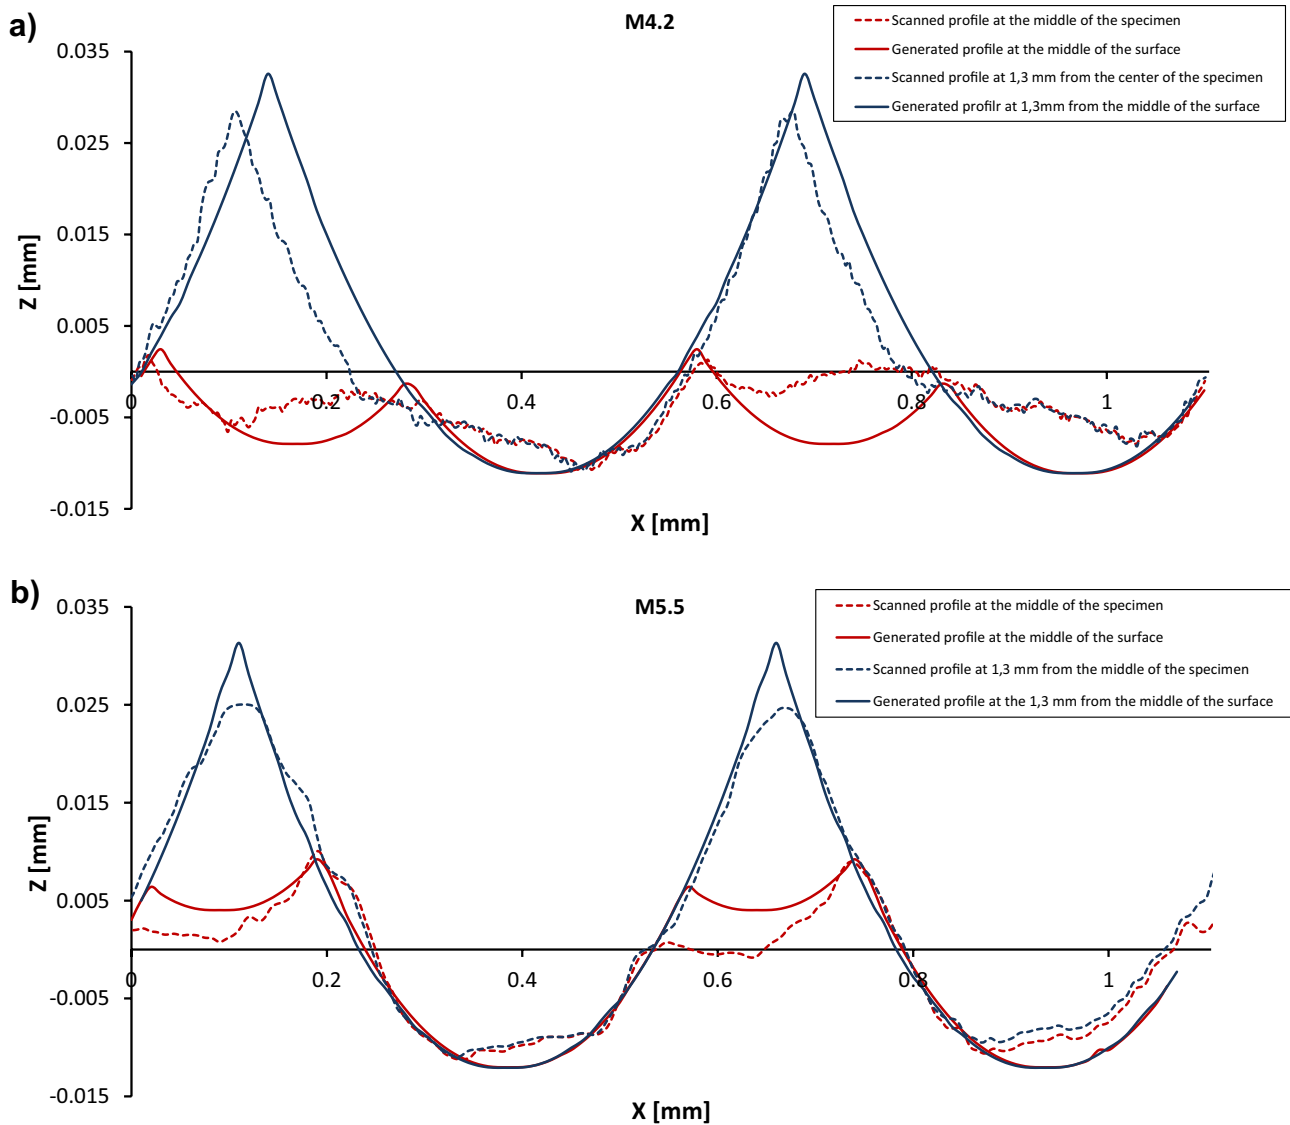 a)
M4.2
Scanned profile at the middle of the specimen
Generated profile at the middle of the surface
Scanned profile at 1,3 mm from the center of the specimen
Generated profilr at 1,3mm from the middle of the surface
0.035
0.025
0.015
0.005
-0.005
-0.015
Z [mm]
0
0.2
0.4
0.6
0.8
1
X [mm]
b)
M5.5
Scanned profile at the middle of the specimen
Generated profile at the middle of the surface
Scanned profile at 1,3 mm from the middle of the specimen
Generated profile at the 1,3 mm from the middle of the surface
0.035
0.025
0.015
0.005
-0.005
-0.015
Z [mm]
0
0.2
0.4
0.6
0.8
1
X [mm]